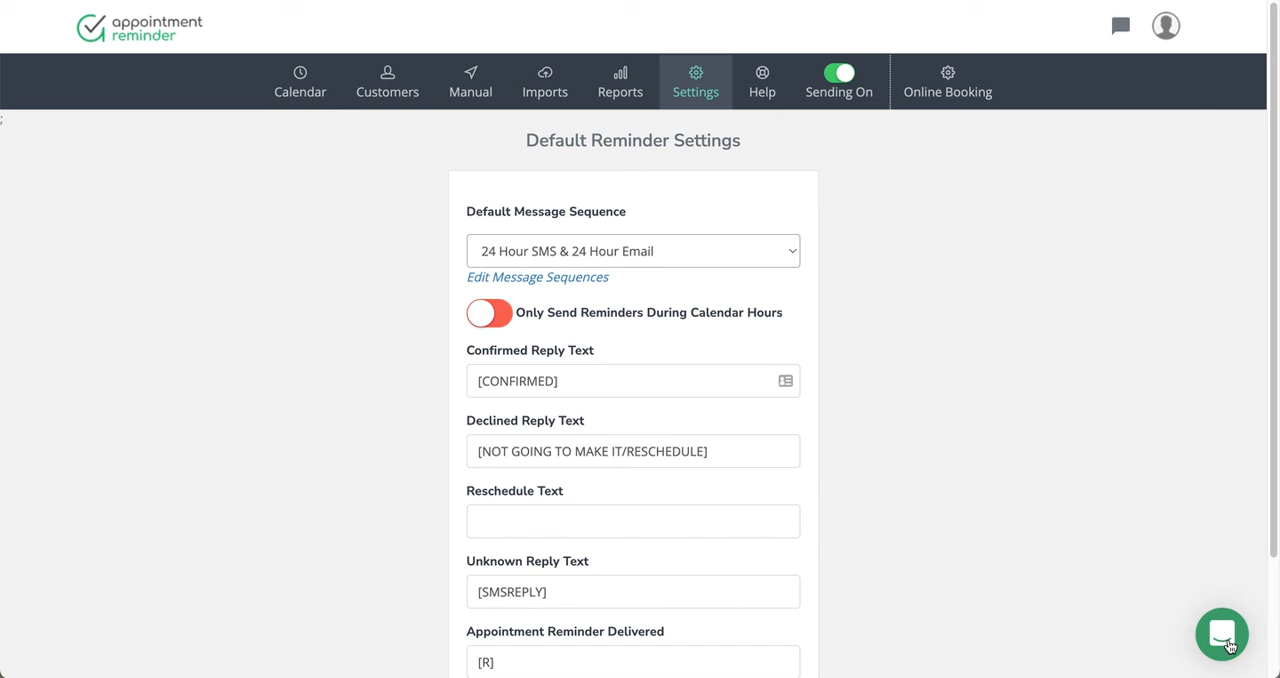 appointment
reminder
Calendar
Customers
Manual
Imports
Reports
Settings
Help
Sending On
Online Booking
;
Default Reminder Settings
Default Message Sequence
24 Hour SMS & 24 Hour Email
Edit Message Sequences
Only Send Reminders During Calendar Hours
Confirmed Reply Text
[CONFIRMED]
Declined Reply Text
[NOT GOING TO MAKE IT/RESCHEDULE]
Reschedule Text
Unknown Reply Text
[SMSREPLY]
Appointment Reminder Delivered
[R]